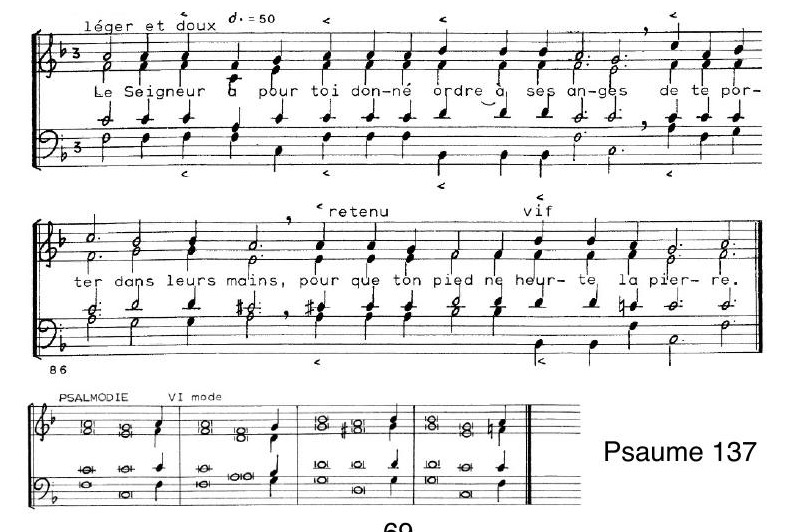 léger et doux 𝅗𝅥. = 50
3
Le Seigneur a pour toi don-né ordre à ses an-ges de te por-
3
retenu vif
ter dans leurs mains, pour que ton pied ne heur-te la pier-re.
86
PSALMODIE VI mode
Psaume 137
69